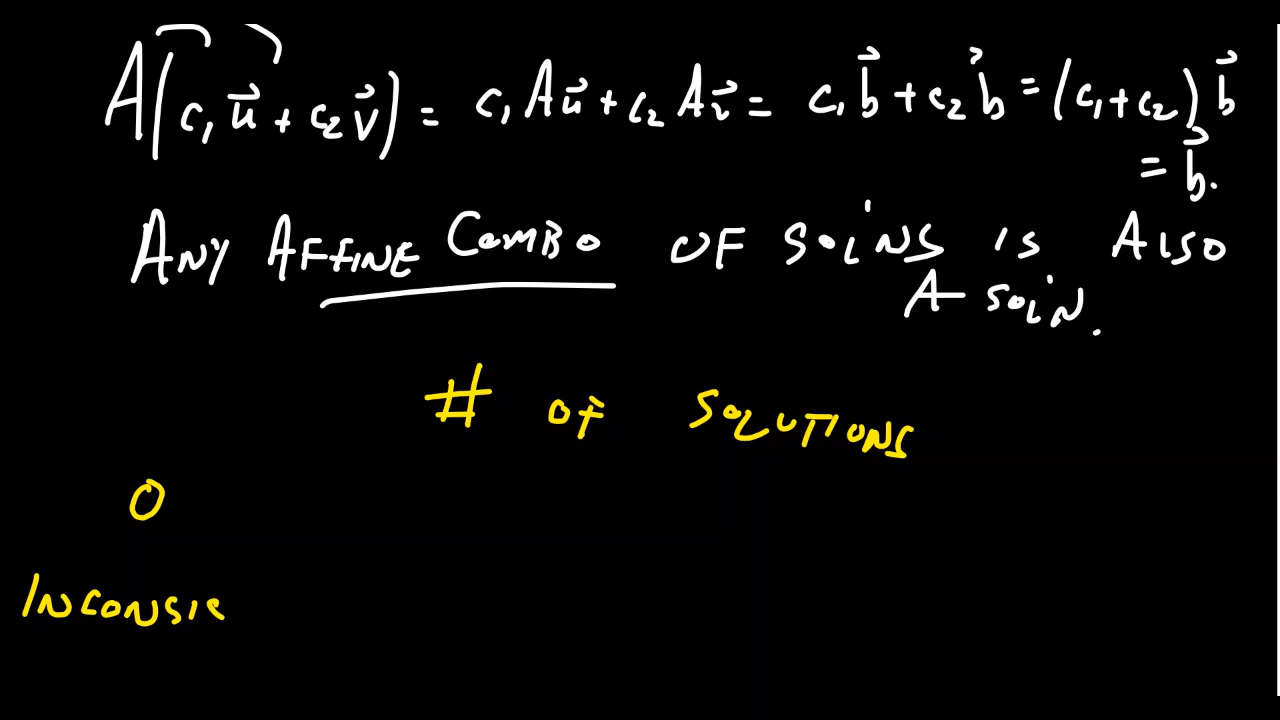 A(c₁u⃗ + c₂v⃗) = c₁Au⃗ + c₂Av⃗ = c₁b⃗ + c₂b⃗ = (c₁+c₂)b⃗
= b⃗.
ANY AFFINE COMBO OF SOL'NS IS ALSO
A SOL'N.
# OF SOLUTIONS
0
INCONSIS